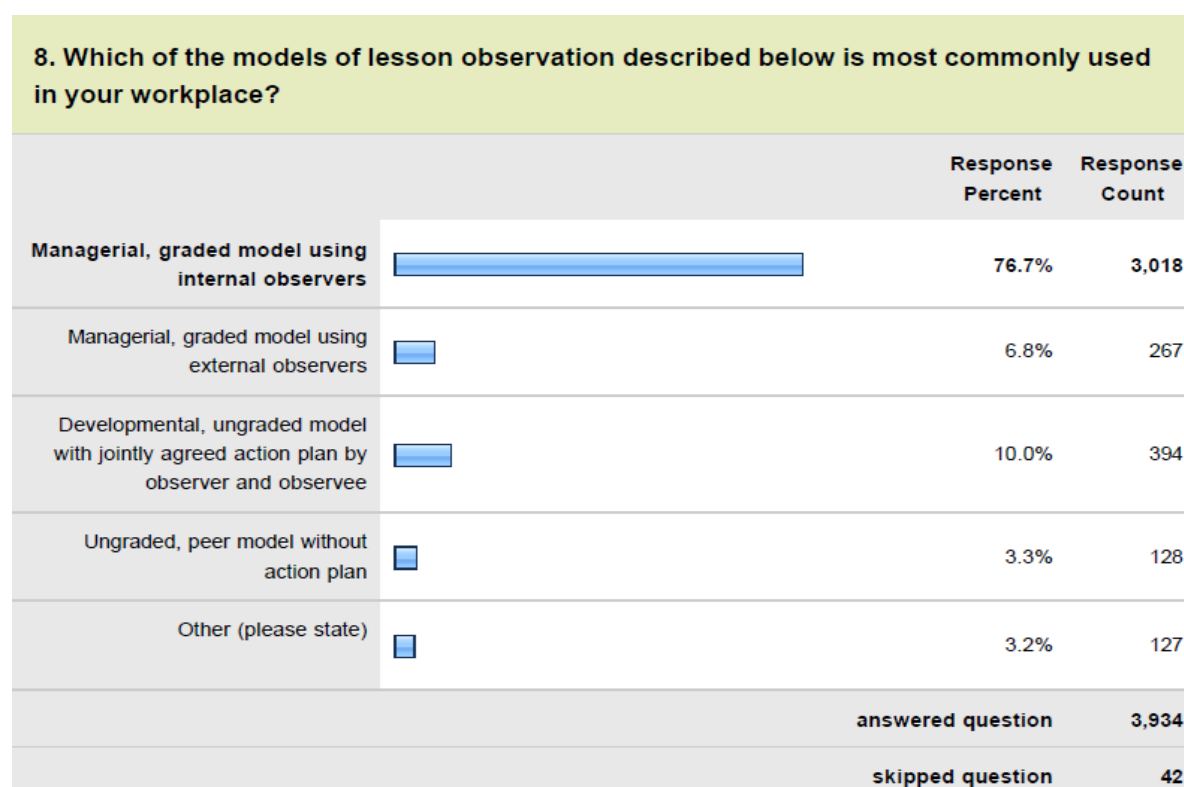 8. Which of the models of lesson observation described below is most commonly used
in your workplace?
Response Response
Percent Count
Managerial, graded model using
internal observers
76.7% 3,018
Managerial, graded model using
external observers
6.8% 267
Developmental, ungraded model
with jointly agreed action plan by
observer and observee
10.0% 394
Ungraded, peer model without
action plan
3.3% 128
Other (please state)
3.2% 127
answered question 3,934
skipped question 42